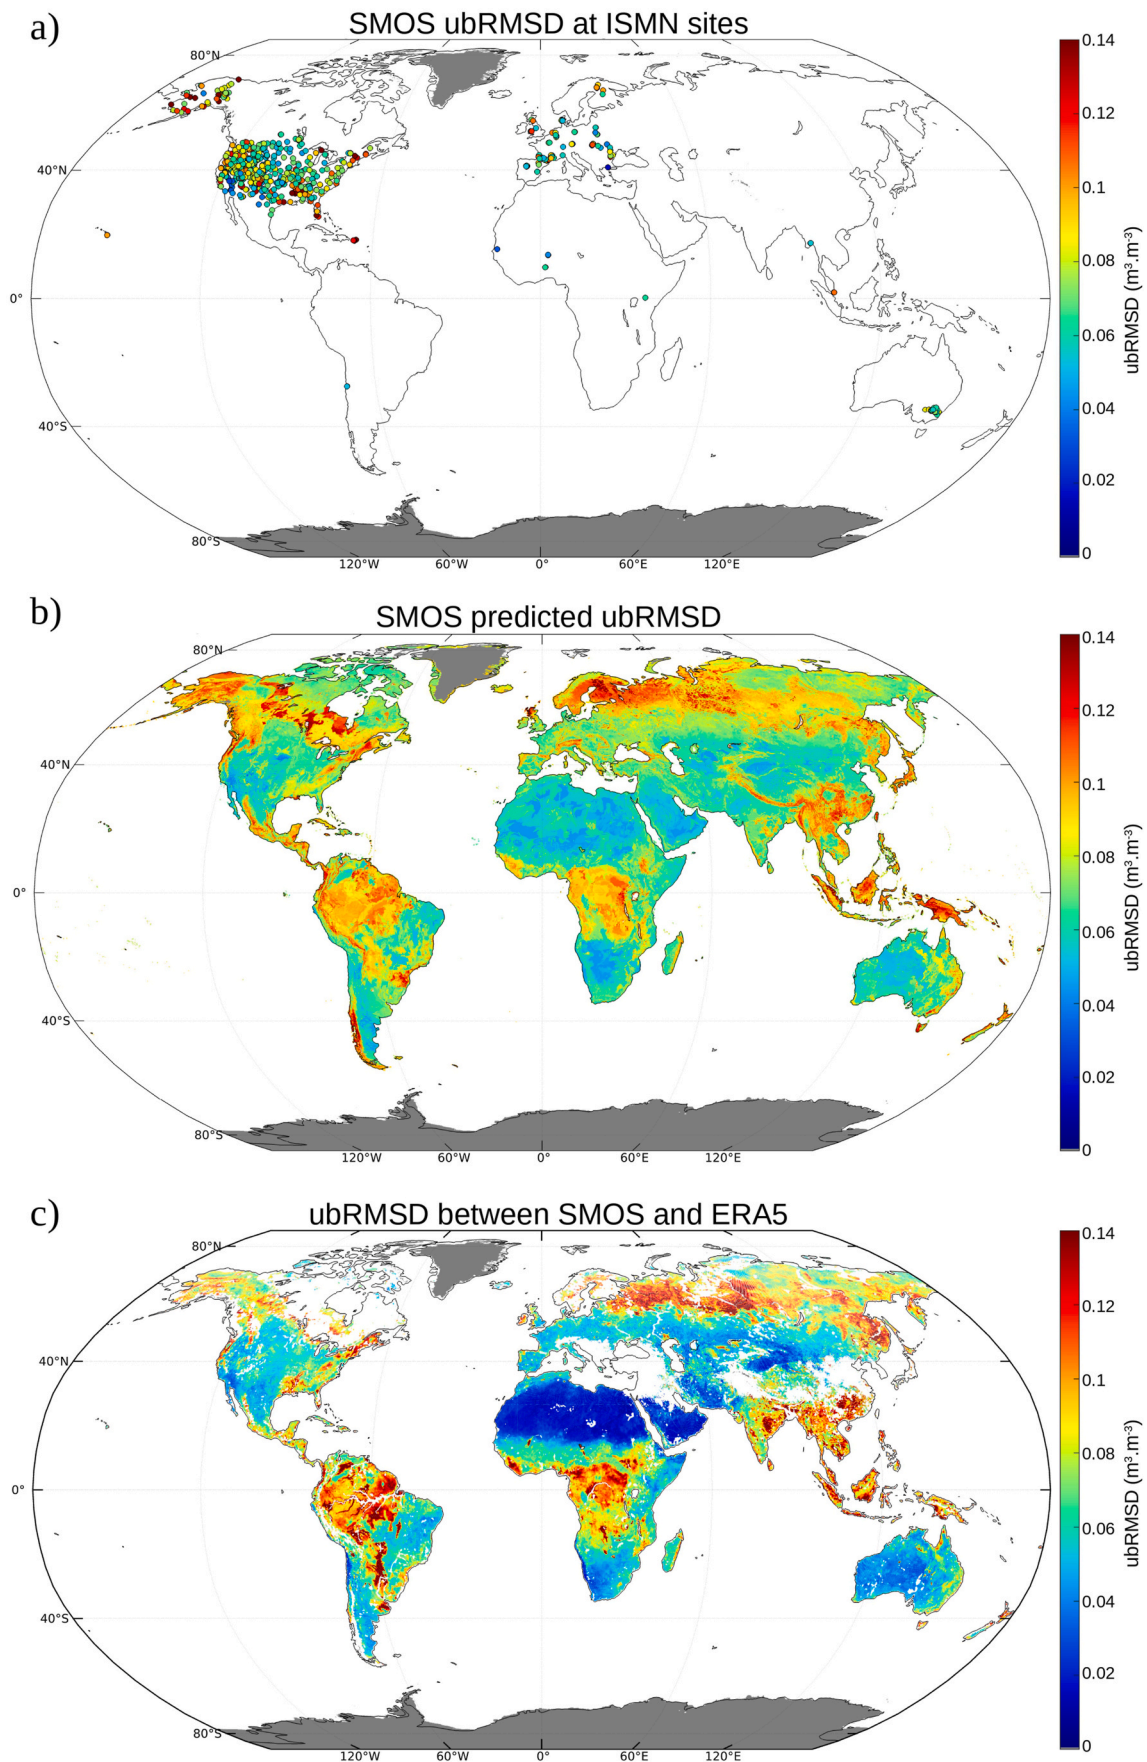 a)
SMOS ubRMSD at ISMN sites
80°N
40°N
0°
40°S
80°S
120°W 60°W 0° 60°E 120°E
0.14
0.12
0.1
0.08
0.06
0.04
0.02
0
ubRMSD (m³.m⁻³)
b)
SMOS predicted ubRMSD
80°N
40°N
0°
40°S
80°S
120°W 60°W 0° 60°E 120°E
0.14
0.12
0.1
0.08
0.06
0.04
0.02
0
ubRMSD (m³.m⁻³)
c)
ubRMSD between SMOS and ERA5
80°N
40°N
0°
40°S
80°S
120°W 60°W 0° 60°E 120°E
0.14
0.12
0.1
0.08
0.06
0.04
0.02
0
ubRMSD (m³.m⁻³)